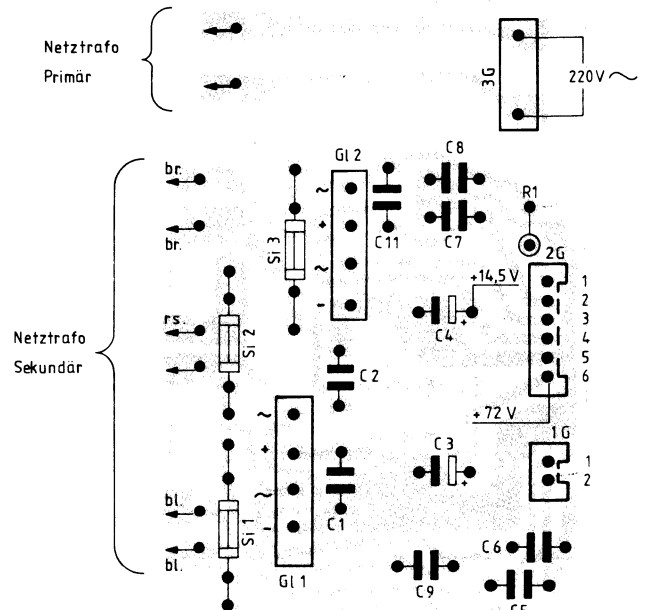 Netztrafo
Primär
3G
220V ~
br.
br.
Gl 2
~
+
~
-
Si 3
C11
C8
C7
R1
2G
+14,5 V
1
2
3
4
5
6
C4
+
rs.
Si 2
Netztrafo
Sekundär
C2
+72 V
1G
1
2
C3
+
~
+
~
-
Gl 1
C1
bl.
bl.
Si 1
C6
C9
C5